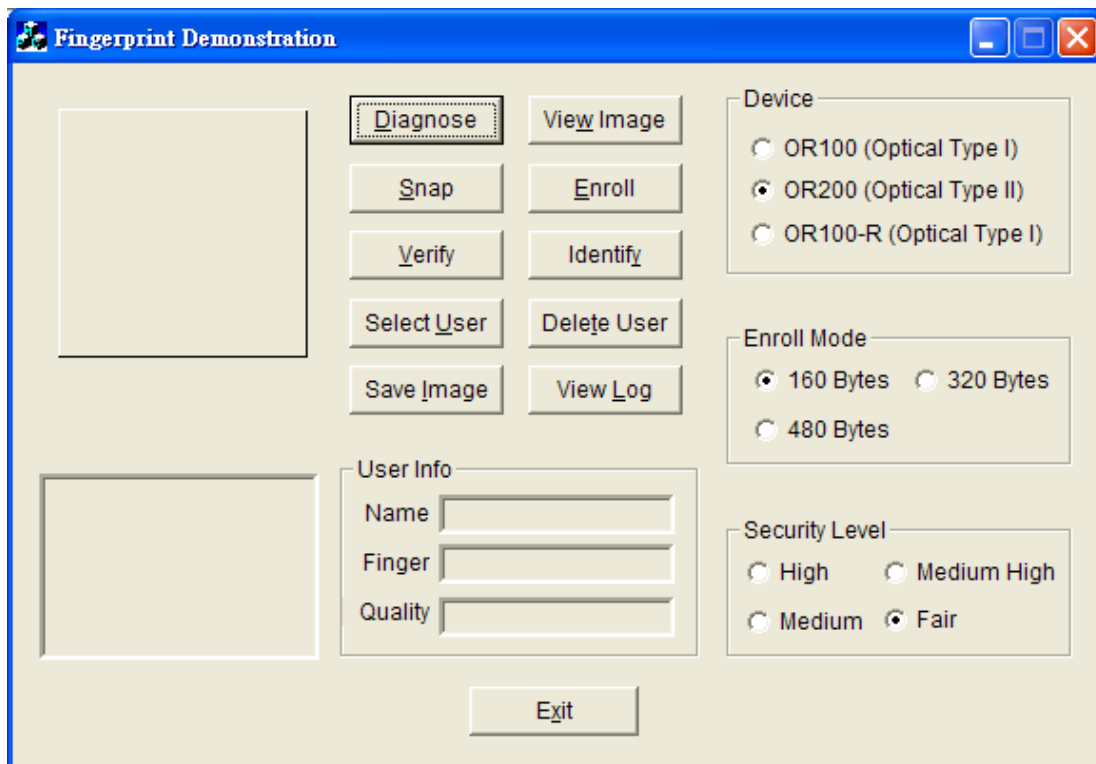 Fingerprint Demonstration
Diagnose
View Image
Snap
Enroll
Verify
Identify
Select User
Delete User
Save Image
View Log
User Info
Name
Finger
Quality
Device
OR100 (Optical Type I)
OR200 (Optical Type II)
OR100-R (Optical Type I)
Enroll Mode
160 Bytes 320 Bytes
480 Bytes
Security Level
High Medium High
Medium Fair
Exit